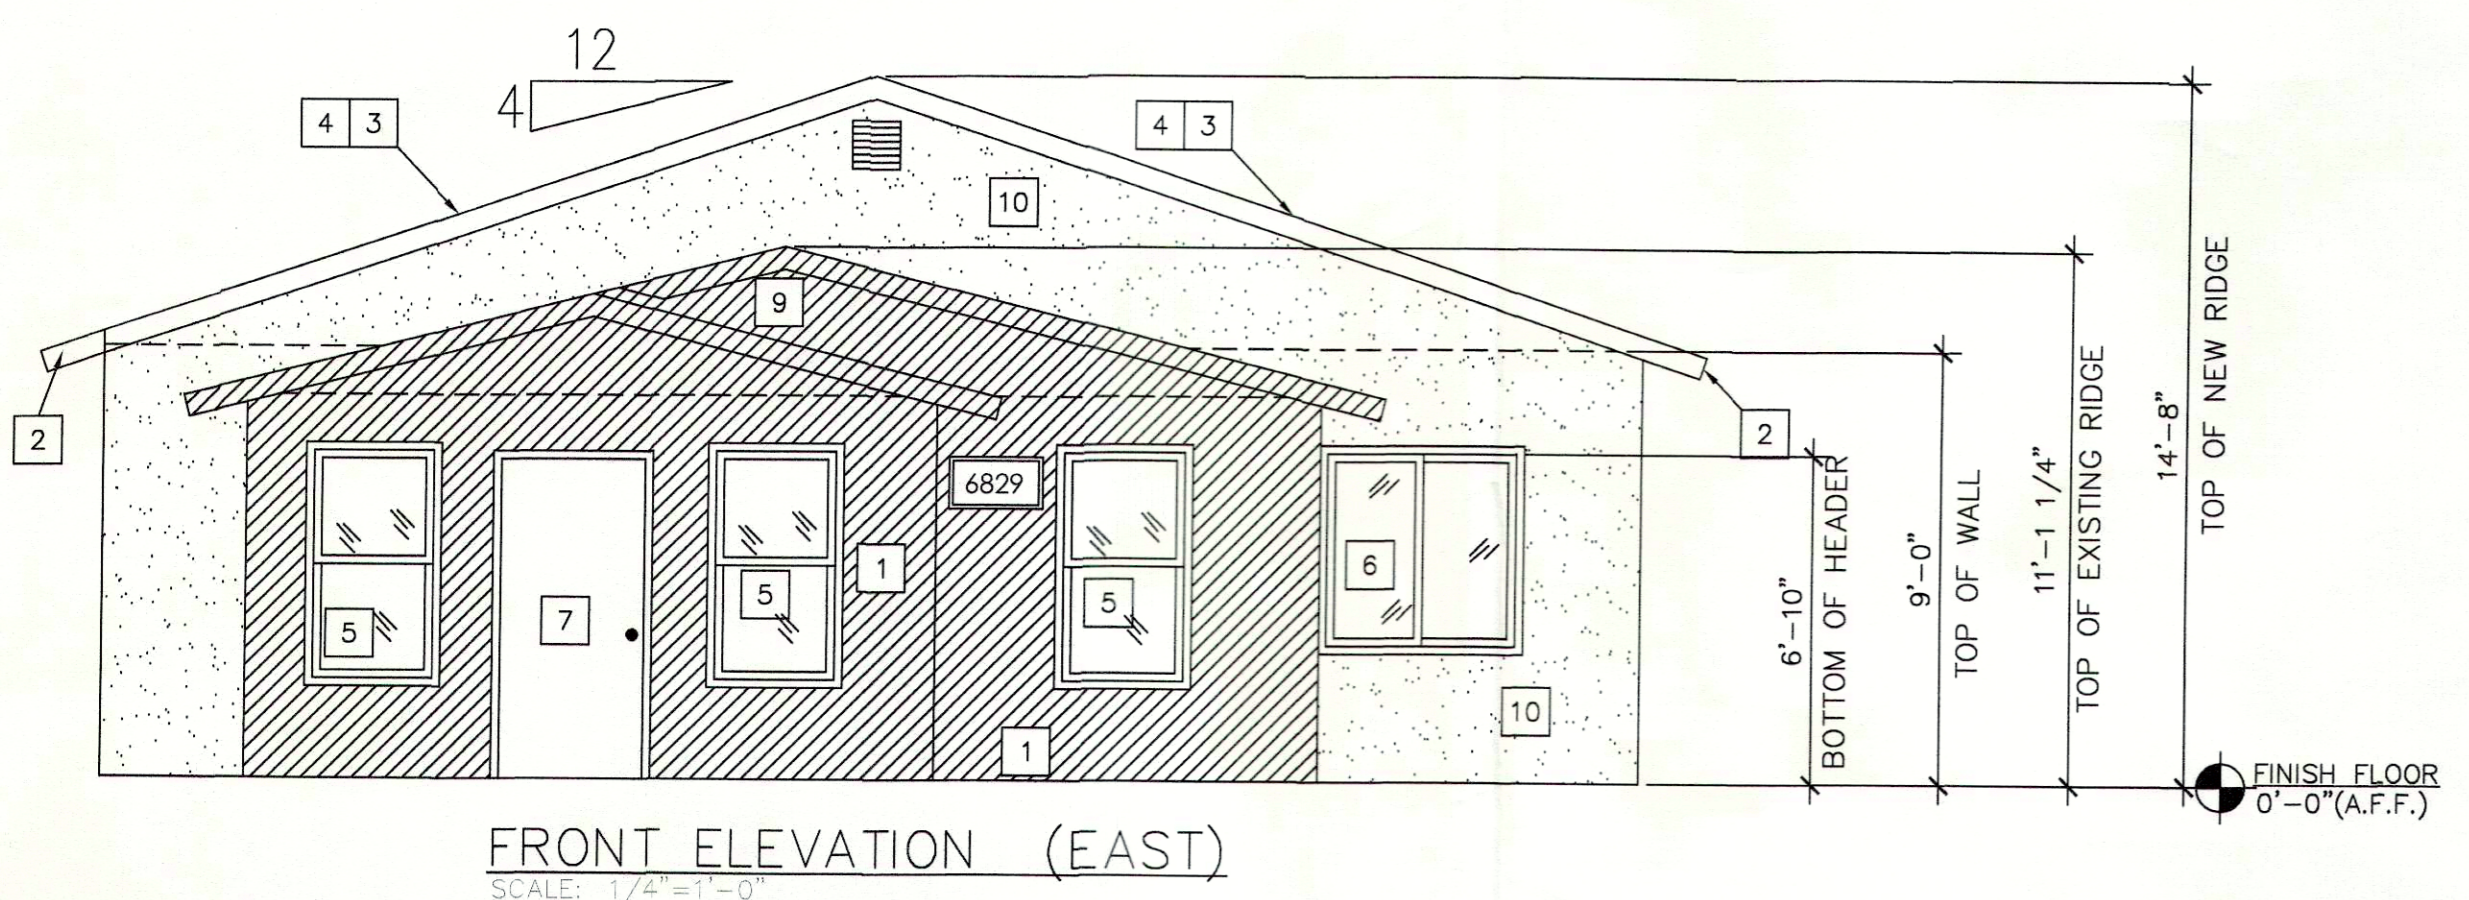 12
4
4 3
4 3
10
9
2
2
6829
1
5
7
5
5
6
1
10
6'-10"
BOTTOM OF HEADER
9'-0"
TOP OF WALL
11'-1 1/4"
TOP OF EXISTING RIDGE
14'-8"
TOP OF NEW RIDGE
FINISH FLOOR
0'-0"(A.F.F.)
FRONT ELEVATION (EAST)
SCALE: 1/4"=1'-0"